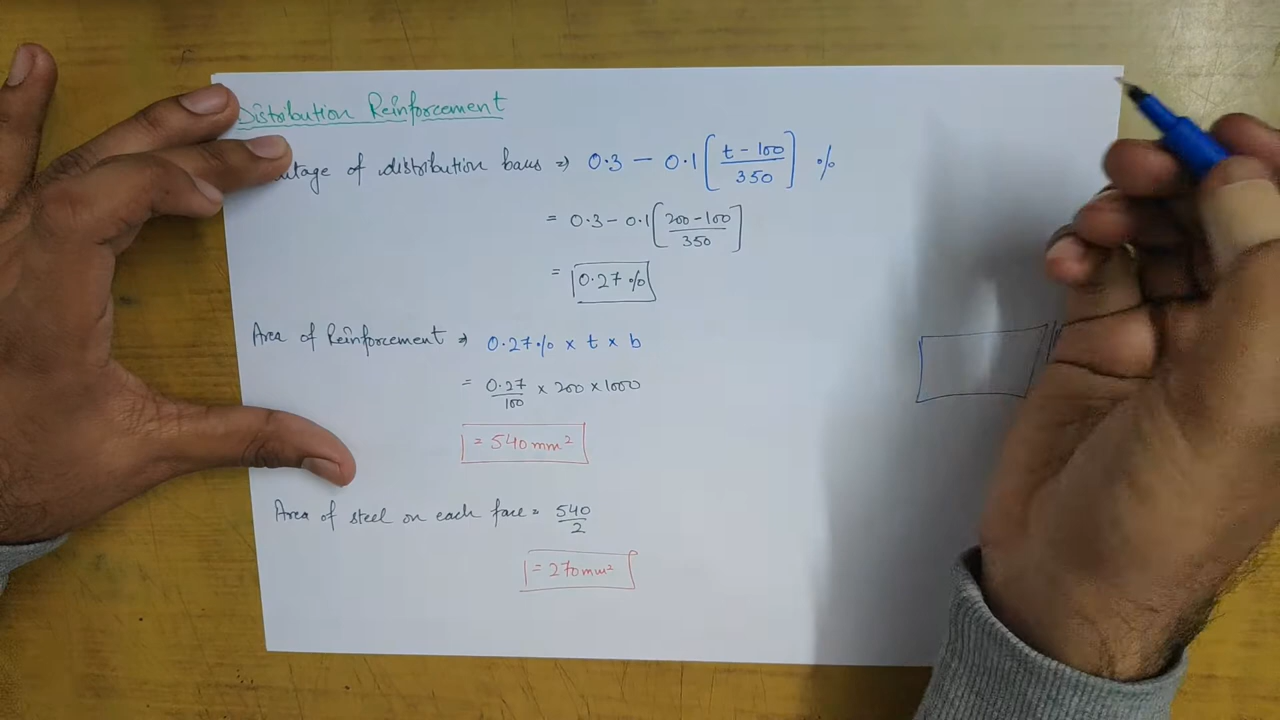 Distribution Reinforcement
of distribution bars ⇒ 0.3 - 0.1 [ (t - 100) / 350 ] %
= 0.3 - 0.1 [ (200 - 100) / 350 ]
= 0.27 %
Area of Reinforcement ⇒ 0.27% x t x b
= 0.27/100 x 200 x 1000
= 540 mm²
Area of steel on each face = 540/2
= 270 mm²